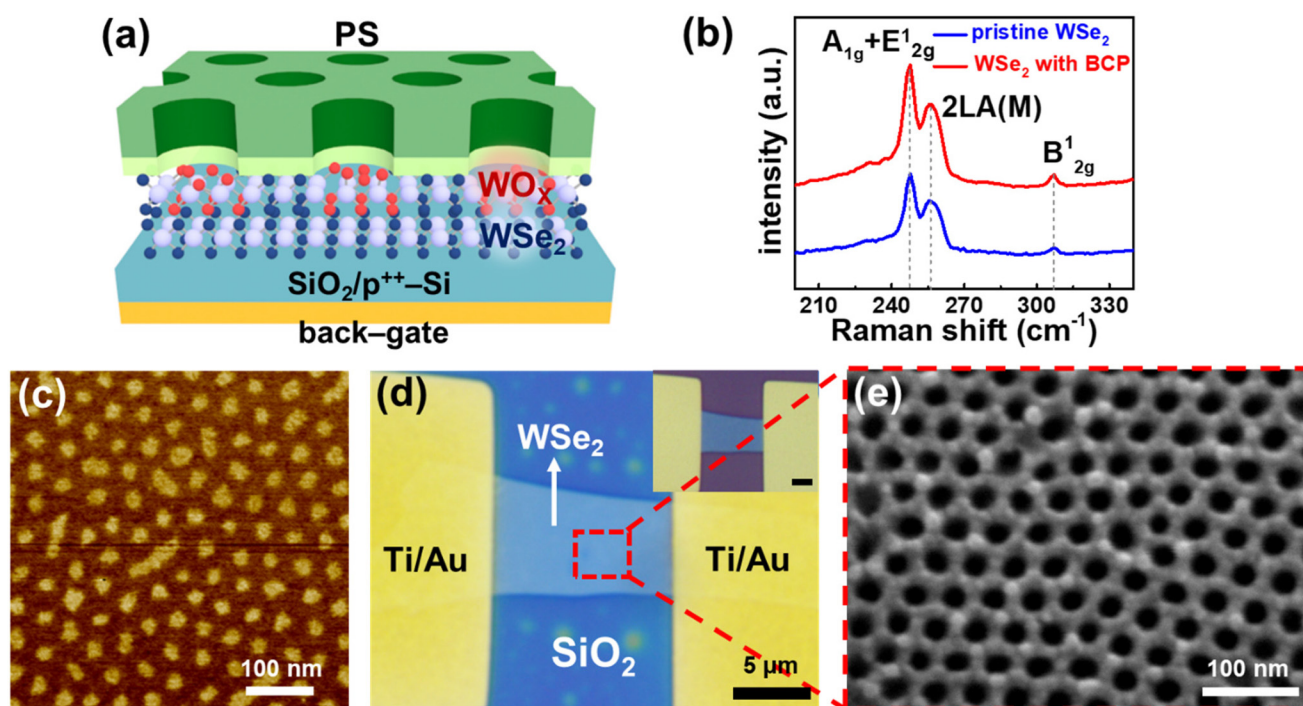 (a)
PS
WOₓ
WSe₂
SiO₂/p⁺⁺–Si
back–gate
(b)
pristine WSe₂
WSe₂ with BCP
A₁g+E¹₂g
2LA(M)
B¹₂g
intensity (a.u.)
210 240 270 300 330
Raman shift (cm⁻¹)
(c)
100 nm
(d)
WSe₂
Ti/Au
Ti/Au
SiO₂
5 μm
(e)
100 nm